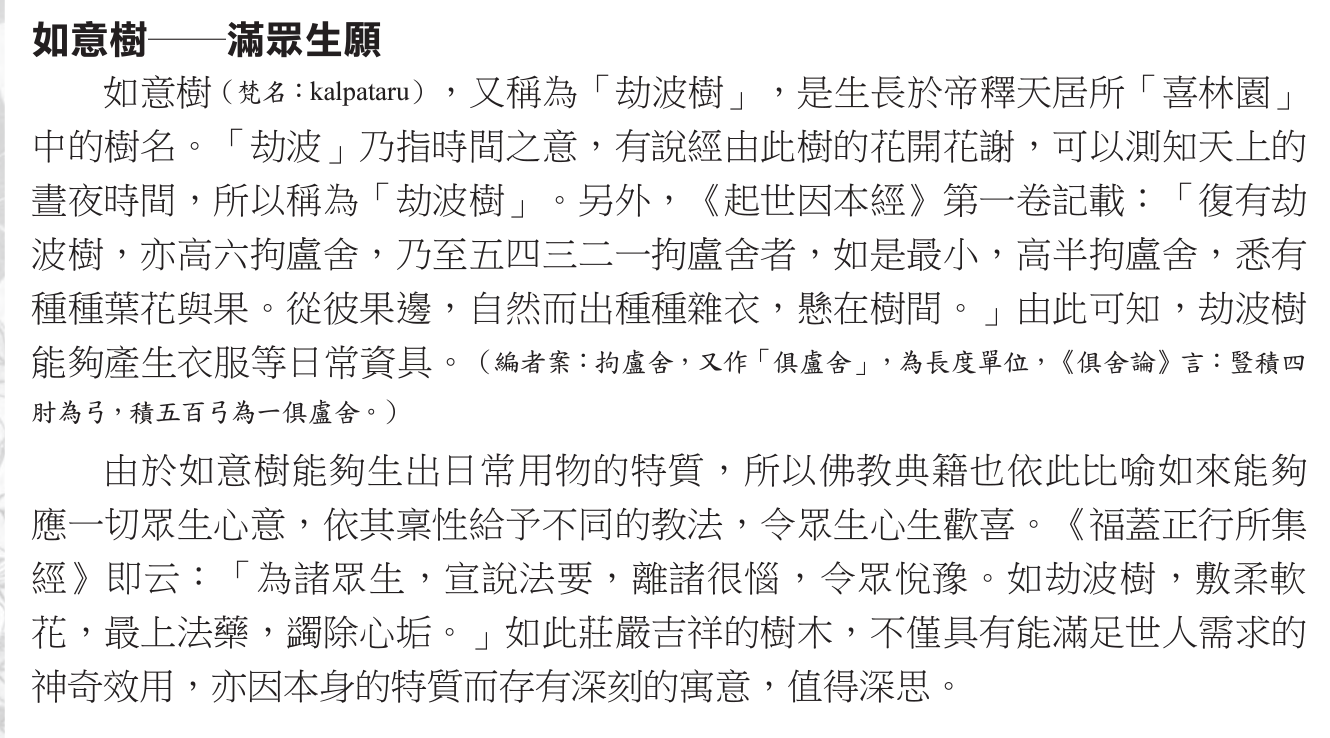 如意樹——滿眾生願
如意樹（梵名：kalpataru），又稱為「劫波樹」，是生長於帝釋天居所「喜林園」
中的樹名。「劫波」乃指時間之意，有說經由此樹的花開花謝，可以測知天上的
晝夜時間，所以稱為「劫波樹」。另外，《起世因本經》第一卷記載：「復有劫
波樹，亦高六拘盧舍，乃至五四三二一拘盧舍者，如是最小，高半拘盧舍，悉有
種種葉花與果。從彼果邊，自然而出種種雜衣，懸在樹間。」由此可知，劫波樹
能夠產生衣服等日常資具。（編者案：拘盧舍，又作「俱盧舍」，為長度單位，《俱舍論》言：豎積四
肘為弓，積五百弓為一俱盧舍。）
由於如意樹能夠生出日常用物的特質，所以佛教典籍也依此比喻如來能夠
應一切眾生心意，依其稟性給予不同的教法，令眾生心生歡喜。《福蓋正行所集
經》即云：「為諸眾生，宣說法要，離諸很惱，令眾悅豫。如劫波樹，敷柔軟
花，最上法藥，蠲除心垢。」如此莊嚴吉祥的樹木，不僅具有能滿足世人需求的
神奇效用，亦因本身的特質而存有深刻的寓意，值得深思。